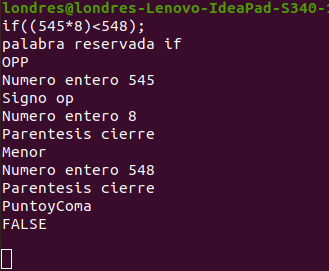 londres@londres-Lenovo-IdeaPad-S340-
if((545*8)<548);
palabra reservada if
OPP
Numero entero 545
Signo op
Numero entero 8
Parentesis cierre
Menor
Numero entero 548
Parentesis cierre
PuntoyComa
FALSE